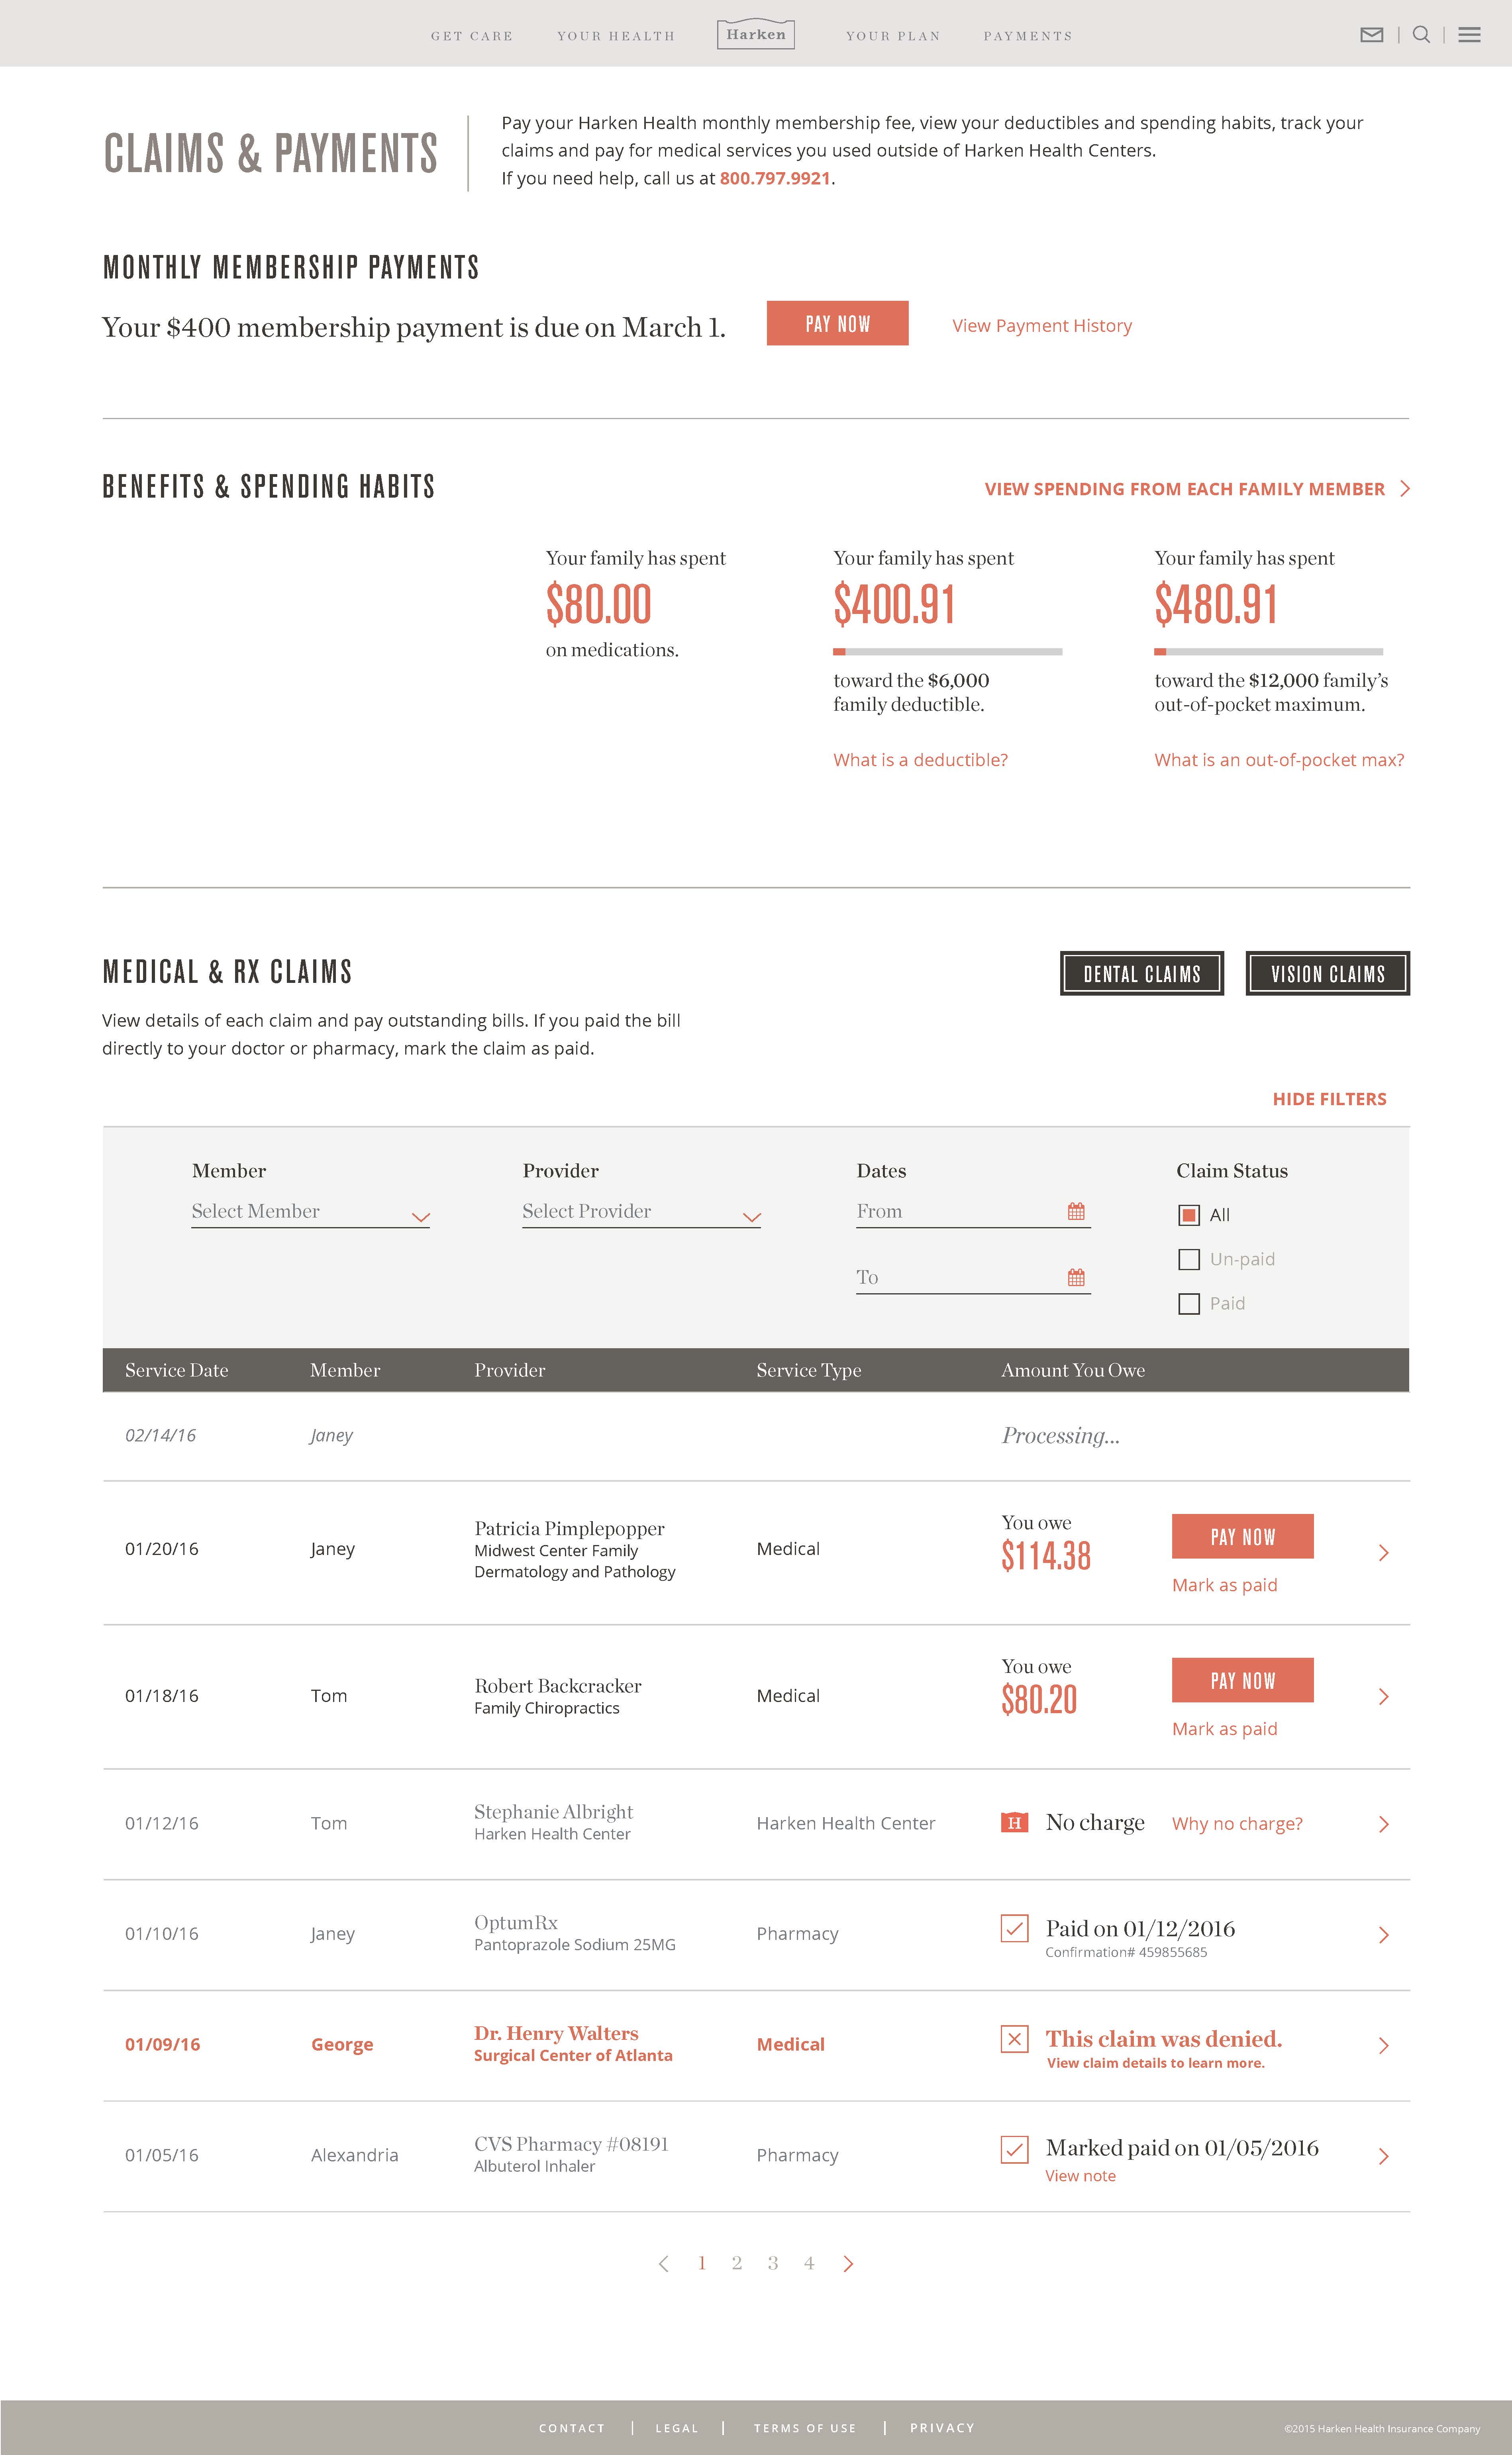 GET CARE YOUR HEALTH Harken YOUR PLAN PAYMENTS
CLAIMS & PAYMENTS
Pay your Harken Health monthly membership fee, view your deductibles and spending habits, track your
claims and pay for medical services you used outside of Harken Health Centers.
If you need help, call us at 800.797.9921.
MONTHLY MEMBERSHIP PAYMENTS
Your $400 membership payment is due on March 1. PAY NOW View Payment History
BENEFITS & SPENDING HABITS VIEW SPENDING FROM EACH FAMILY MEMBER
Your family has spent
$80.00
on medications.
Your family has spent
$400.91
toward the $6,000
family deductible.
What is a deductible?
Your family has spent
$480.91
toward the $12,000 family's
out-of-pocket maximum.
What is an out-of-pocket max?
MEDICAL & RX CLAIMS DENTAL CLAIMS VISION CLAIMS
View details of each claim and pay outstanding bills. If you paid the bill
directly to your doctor or pharmacy, mark the claim as paid.
HIDE FILTERS
Member Provider Dates Claim Status
Select Member Select Provider From All
Un-paid
To
Paid
Service Date Member Provider Service Type Amount You Owe
02/14/16 Janey Processing...
01/20/16 Janey
Patricia Pimplepopper
Midwest Center Family
Dermatology and Pathology
Medical
You owe
$114.38
PAY NOW
Mark as paid
01/18/16 Tom
Robert Backcracker
Family Chiropractics
Medical
You owe
$80.20
PAY NOW
Mark as paid
01/12/16 Tom
Stephanie Albright
Harken Health Center
Harken Health Center
H No charge Why no charge?
01/10/16 Janey
OptumRx
Pantoprazole Sodium 25MG
Pharmacy
Paid on 01/12/2016
Confirmation# 459855685
01/09/16 George
Dr. Henry Walters
Surgical Center of Atlanta
Medical
This claim was denied.
View claim details to learn more.
01/05/16 Alexandria
CVS Pharmacy #08191
Albuterol Inhaler
Pharmacy
Marked paid on 01/05/2016
View note
1 2 3 4
CONTACT | LEGAL | TERMS OF USE | PRIVACY ©2015 Harken Health Insurance Company